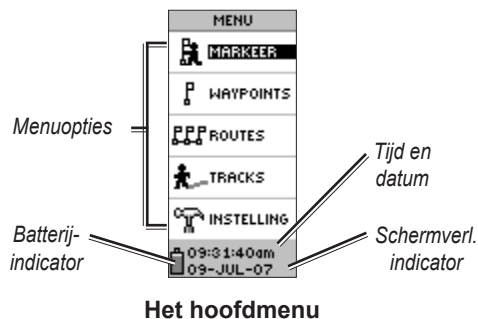 MENU
MARKEER
WAYPOINTS
ROUTES
TRACKS
INSTELLING
09:31:40am
09-JUL-07
Menuopties
Batterij-
indicator
Tijd en
datum
Schermverl.
indicator
Het hoofdmenu